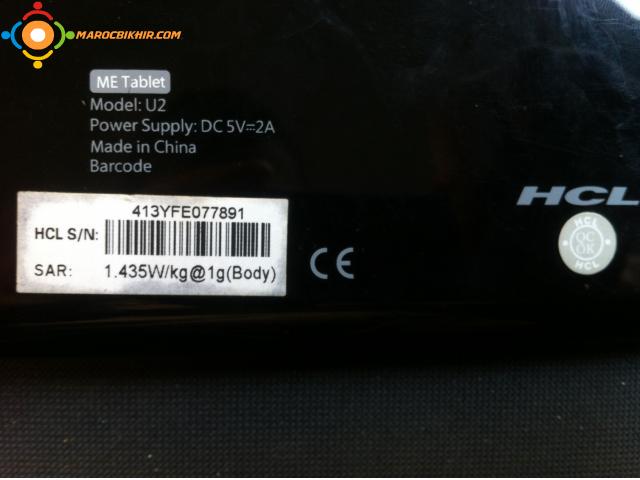 MAROCBIKHIR.COM
ME Tablet
Model: U2
Power Supply: DC 5V⎓2A
Made in China
Barcode
413YFE077891
HCL S/N:
SAR: 1.435W/kg@1g(Body)
CE
HCL
HCL
QC
OK
HCL